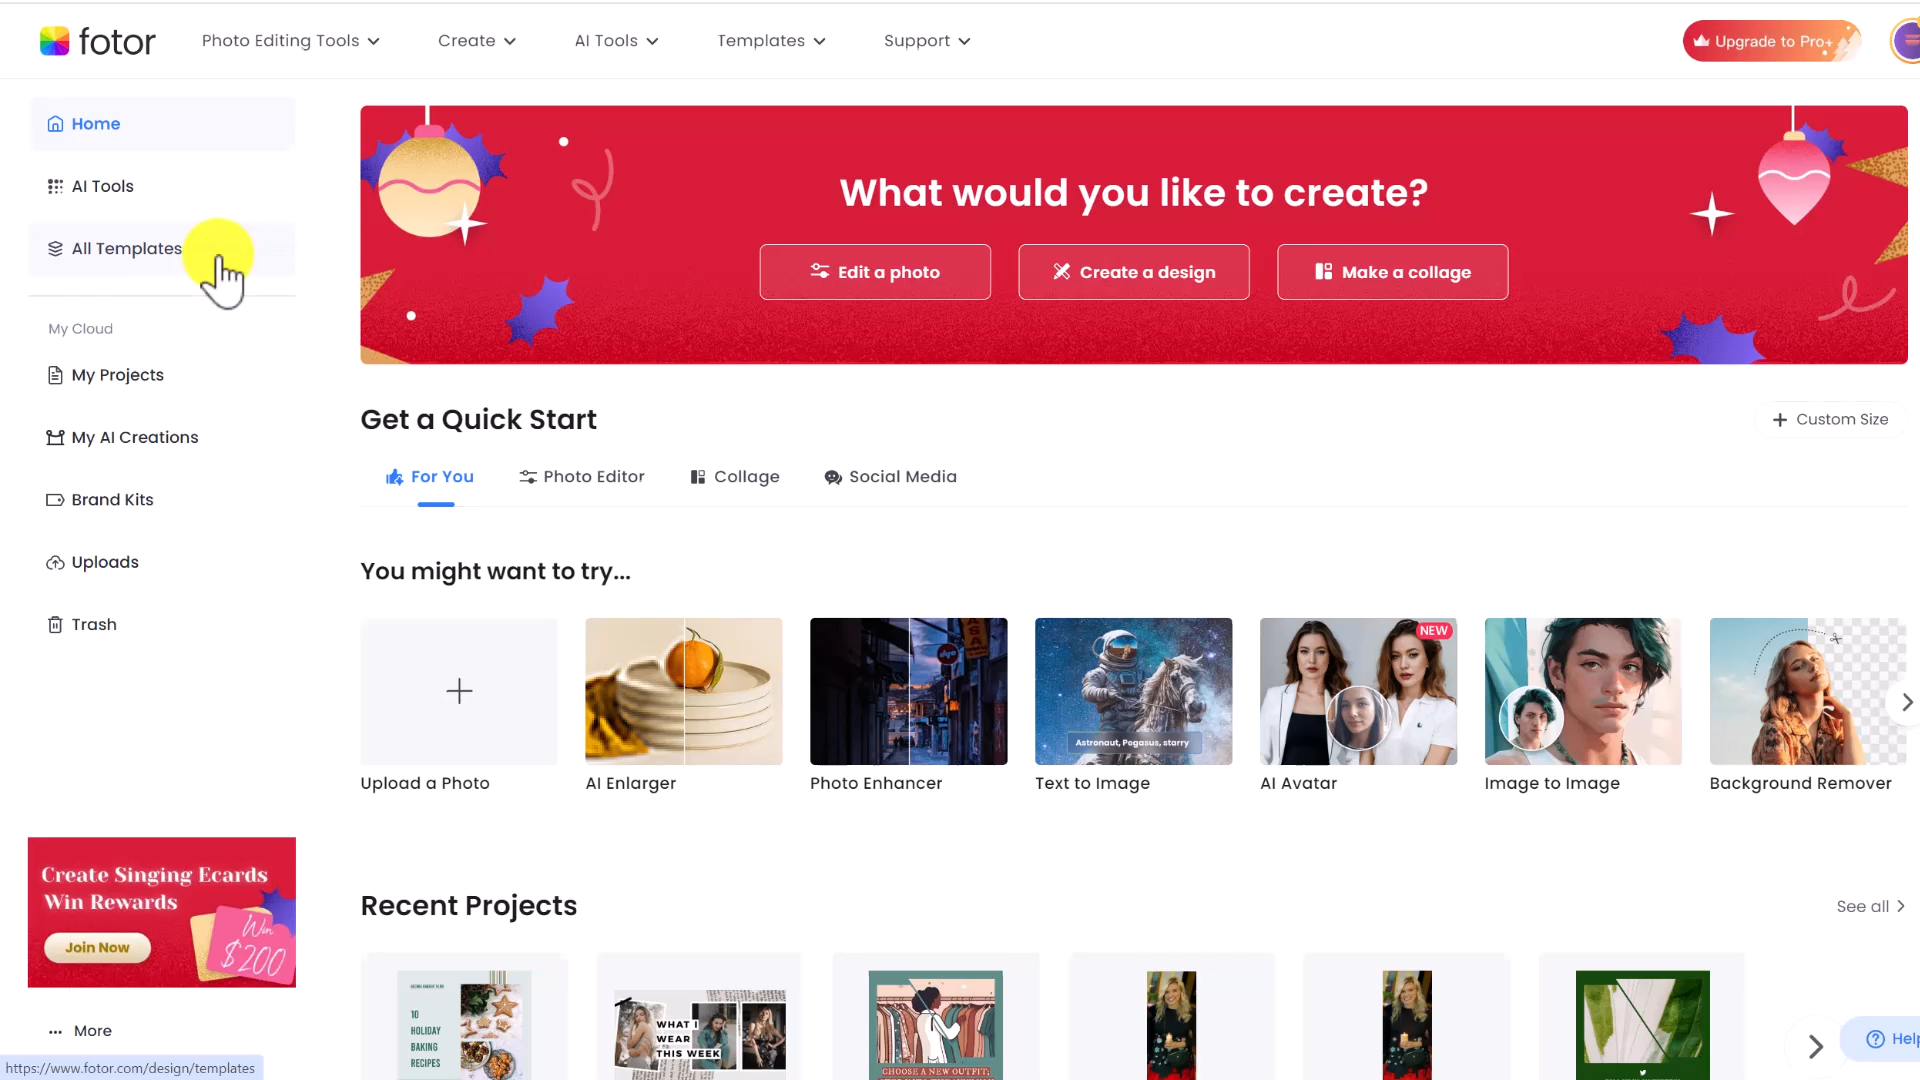 fotor
Photo Editing Tools
Create
AI Tools
Templates
Support
Upgrade to Pro+
Home
AI Tools
All Templates
My Cloud
My Projects
My AI Creations
Brand Kits
Uploads
Trash
What would you like to create?
Edit a photo
Create a design
Make a collage
Get a Quick Start
Custom Size
For You
Photo Editor
Collage
Social Media
You might want to try...
NEW
Astronaut, Pegasus, starry
Upload a Photo
AI Enlarger
Photo Enhancer
Text to Image
AI Avatar
Image to Image
Background Remover
Create Singing Ecards
Win Rewards
Join Now
Win
$200
Recent Projects
See all
10
HOLIDAY
BAKING
RECIPES
WHAT I
WEAR
THIS WEEK
CHOOSE A NEW OUTFIT:
More
Help
https://www.fotor.com/design/templates